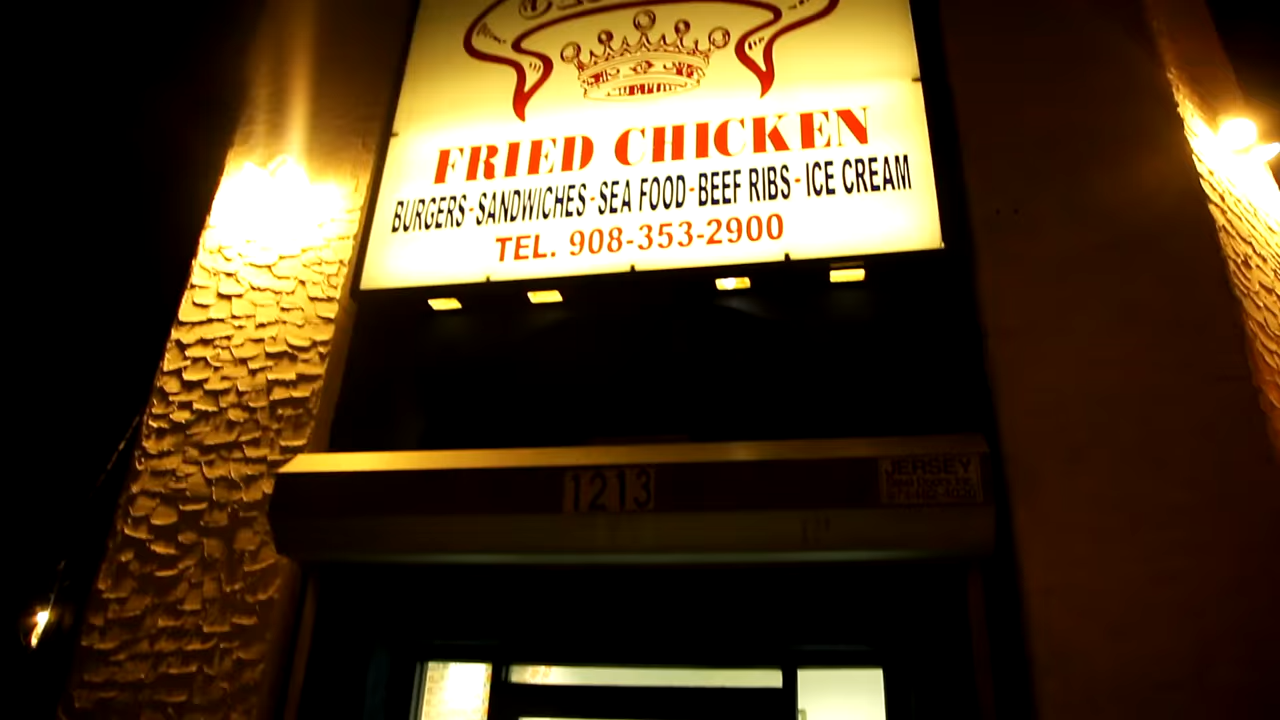 FRIED CHICKEN
BURGERS-SANDWICHES-SEA FOOD-BEEF RIBS-ICE CREAM
TEL. 908-353-2900
1213
JERSEY